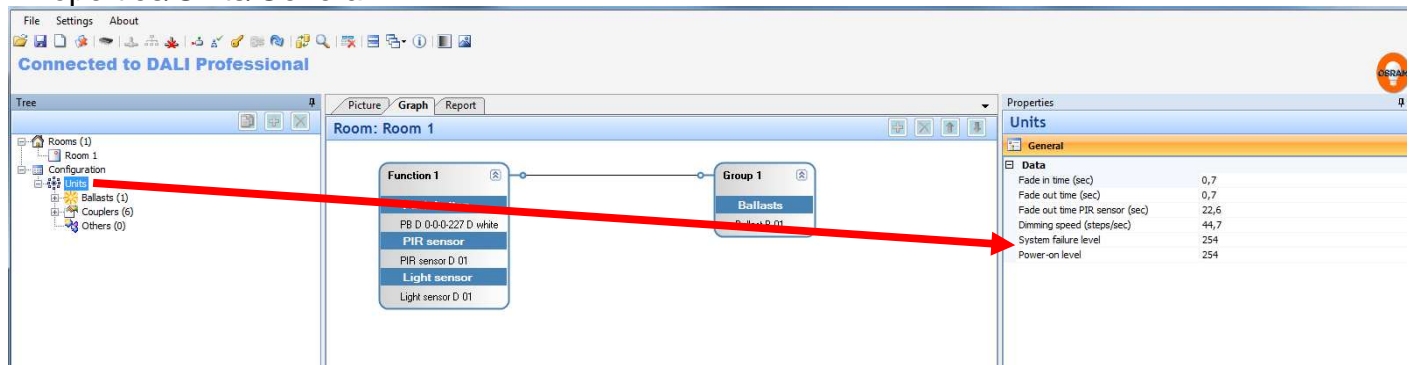 File Settings About
Connected to DALI Professional
OSRAM
Tree
Rooms (1)
Room 1
Configuration
Units
Ballasts (1)
Couplers (6)
Others (0)
Picture Graph Report
Room: Room 1
Function 1
PB D 0-0-0-227 D white
PIR sensor
PIR sensor D 01
Light sensor
Light sensor D 01
Group 1
Ballasts
Properties
Units
General
Data
Fade in time (sec) 0,7
Fade out time (sec) 0,7
Fade out time PIR sensor (sec) 22,6
Dimming speed (steps/sec) 44,7
System failure level 254
Power-on level 254